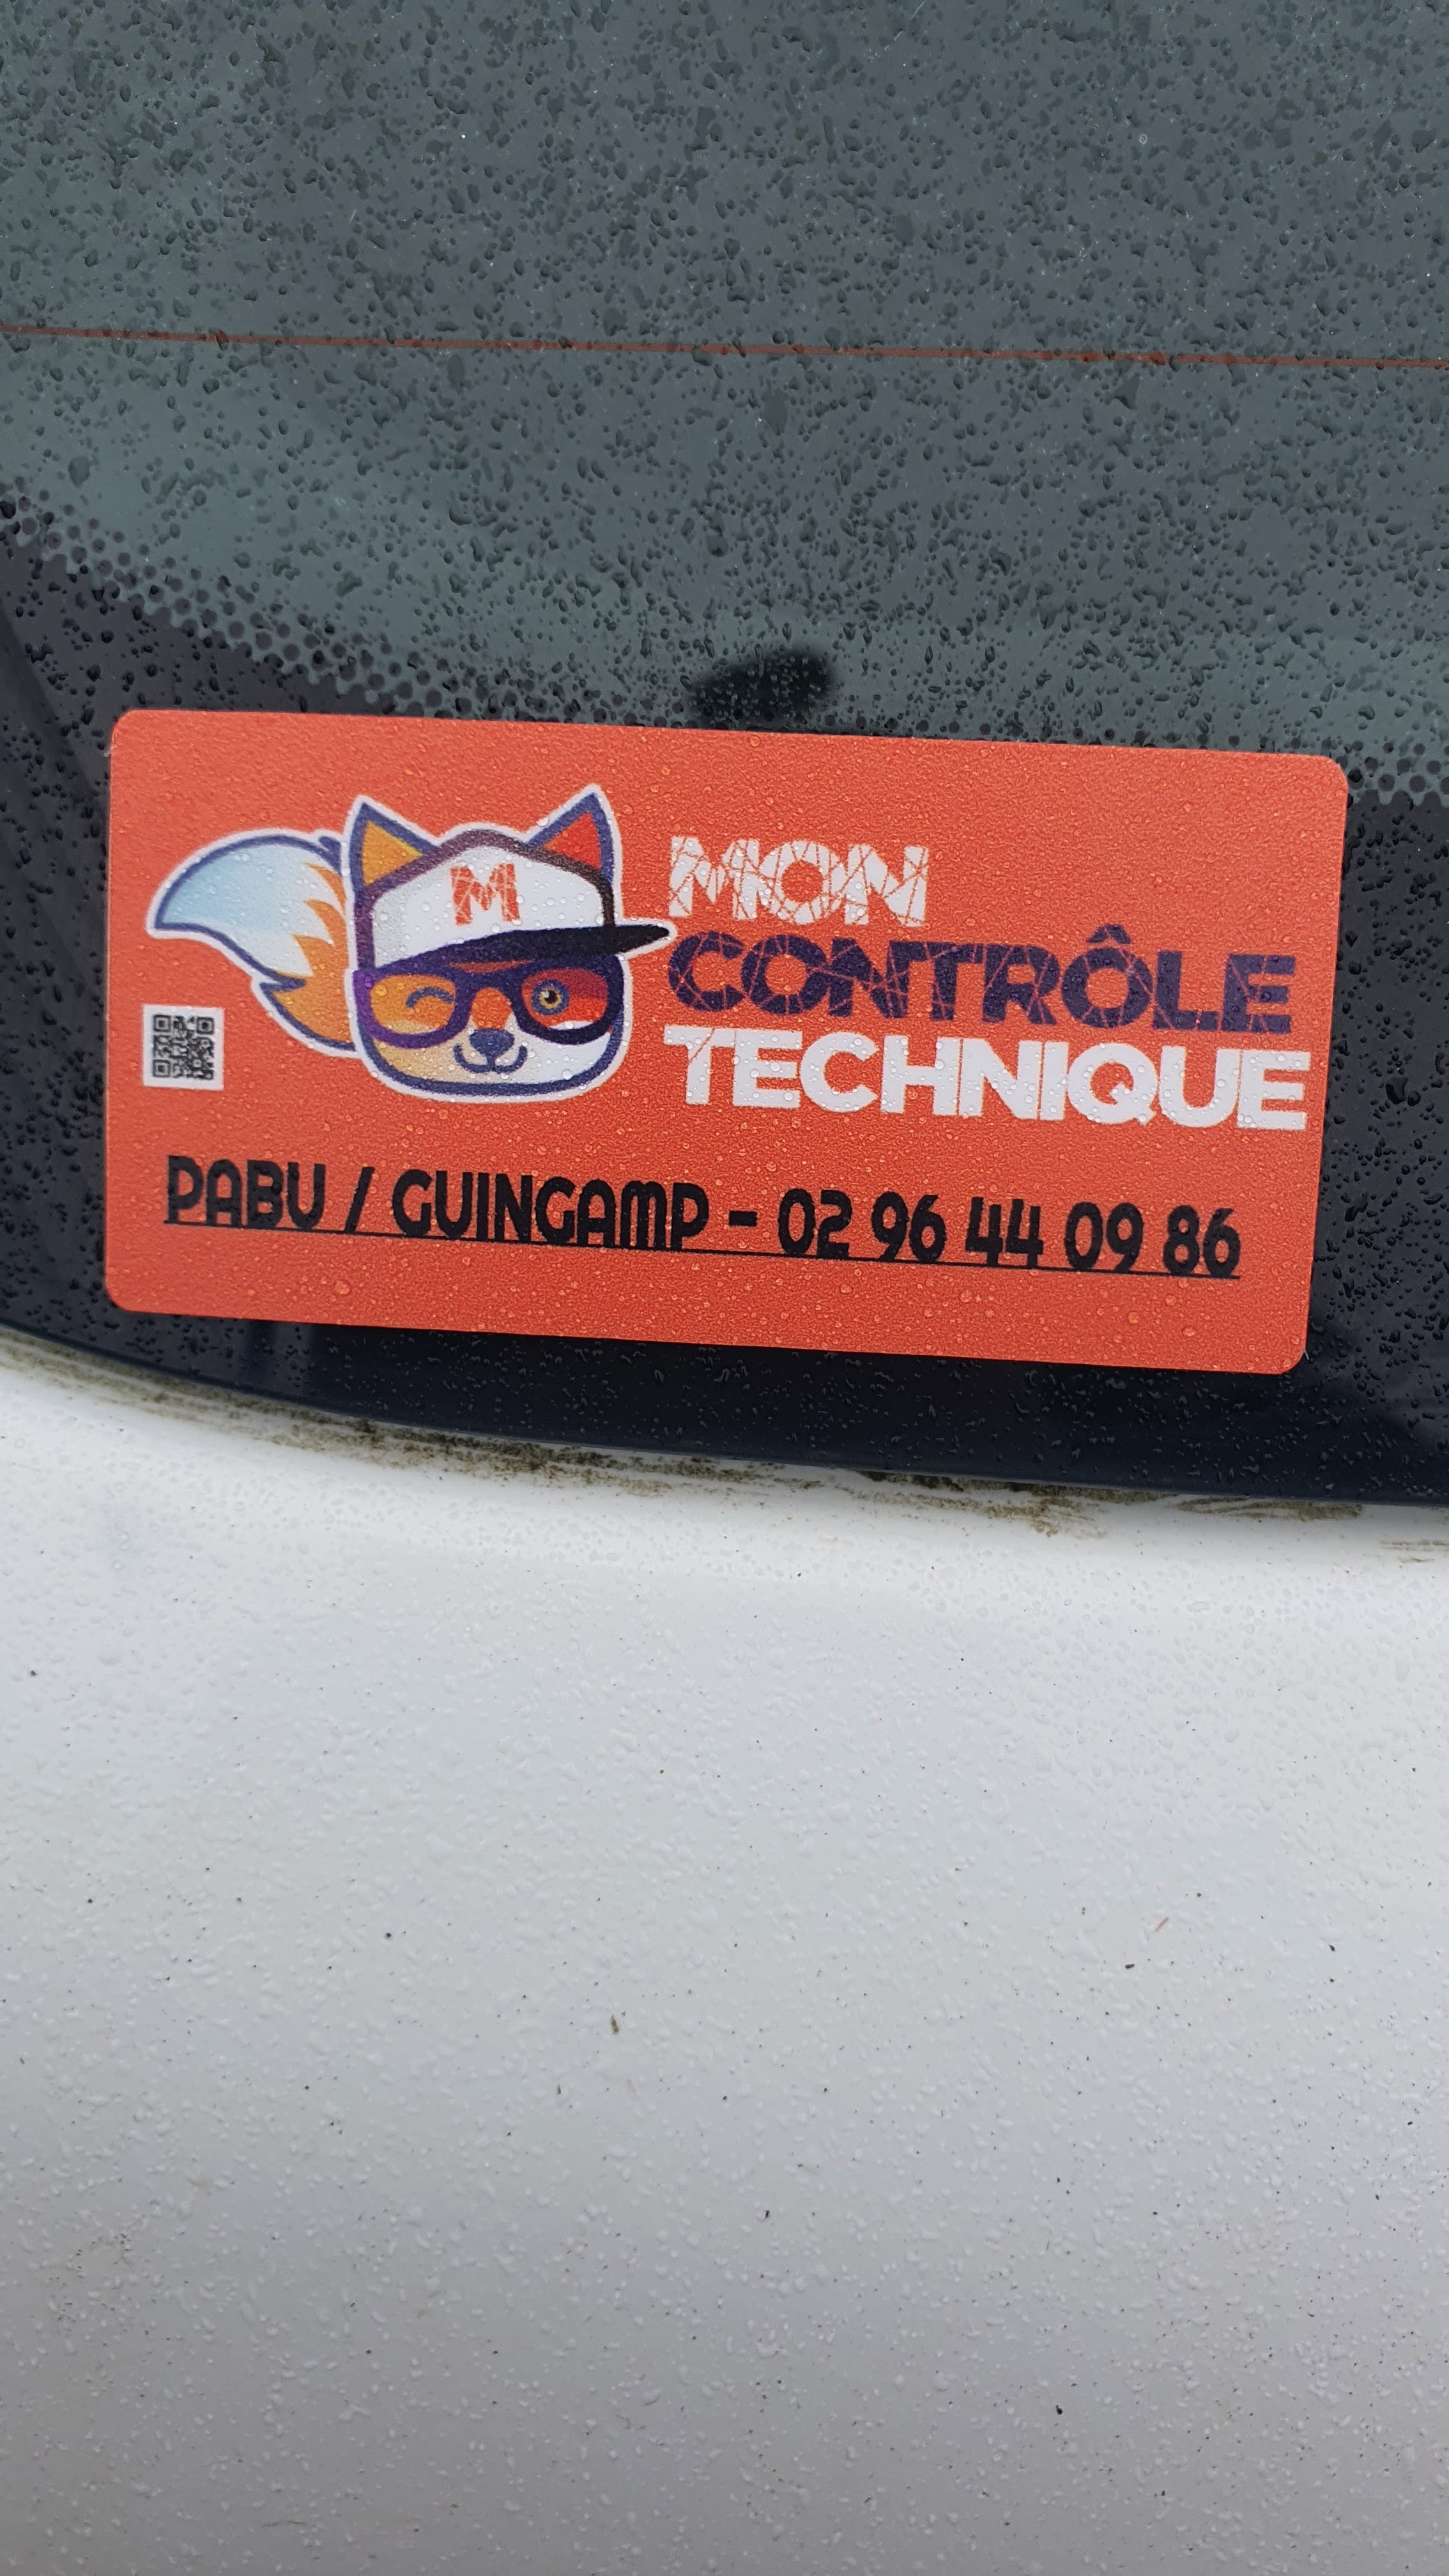 M
MON
CONTRÔLE
TECHNIQUE
PABU / GUINGAMP - 02 96 44 09 86